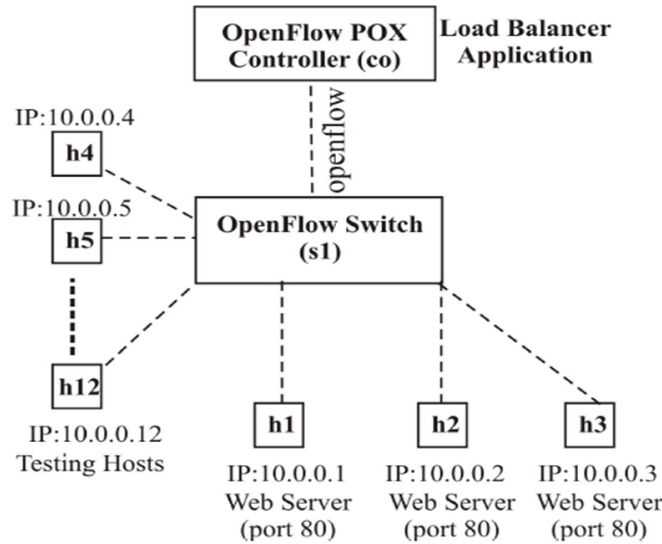 OpenFlow POX
Controller (co)
Load Balancer
Application
openflow
IP:10.0.0.4
h4
IP:10.0.0.5
h5
OpenFlow Switch
(s1)
h12
IP:10.0.0.12
Testing Hosts
h1
IP:10.0.0.1
Web Server
(port 80)
h2
IP:10.0.0.2
Web Server
(port 80)
h3
IP:10.0.0.3
Web Server
(port 80)